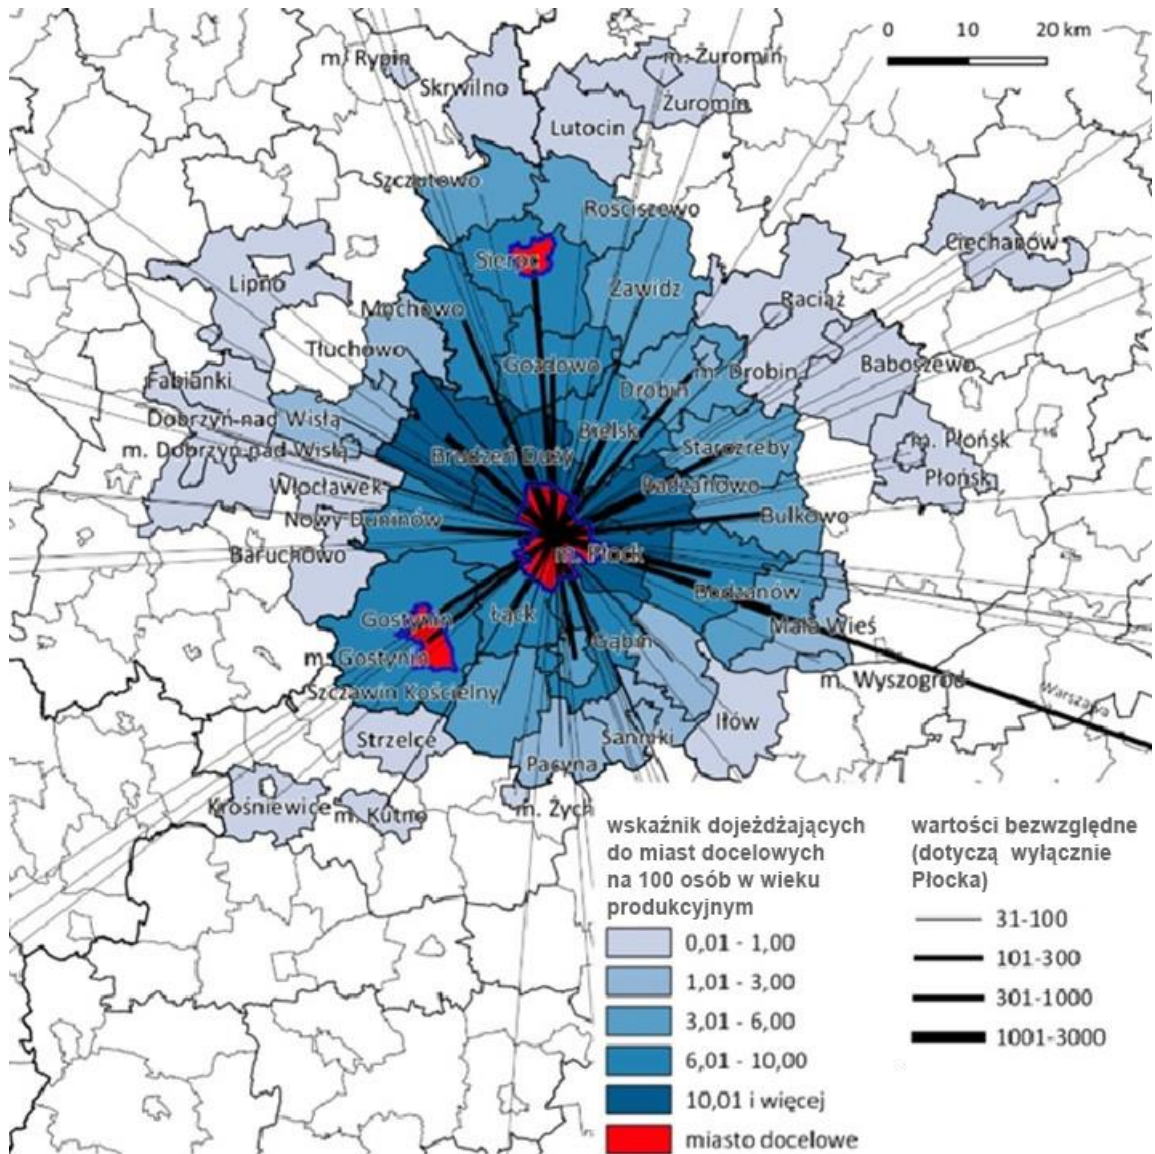 0 10 20 km
m. Rypin
m. Żuromin
Skrwilno
Żuromin
Lutocin
Szczutowo
Rościszewo
Ciechanów
Sierpc
Lipno
Zawidz
Raciąż
Mochowo
Tłuchowo
Gozdowo
Baboszewo
m. Drobin
Fabianki
Drobin
Dobrzyń nad Wisłą
Bielsk
m. Płońsk
m. Dobrzyń nad Wisłą
Brudzeń Duży
Starozreby
Płońsk
Włocławek
Radzanowo
Nowy Duninów
Bulkowo
Baruchowo
m. Płock
Bodzanów
Gostynin
Łąck
Mała Wieś
Gąbin
m. Gostynin
m. Wyszogród
Szczawin Kościelny
Warszawa
Iłów
Strzelce
Sanniki
Pacyna
Krośniewice
m. Kutno
m. Żych
wskaźnik dojeżdżających
do miast docelowych
na 100 osób w wieku
produkcyjnym
0,01 - 1,00
1,01 - 3,00
3,01 - 6,00
6,01 - 10,00
10,01 i więcej
miasto docelowe
wartości bezwzględne
(dotyczą wyłącznie
Płocka)
31-100
101-300
301-1000
1001-3000